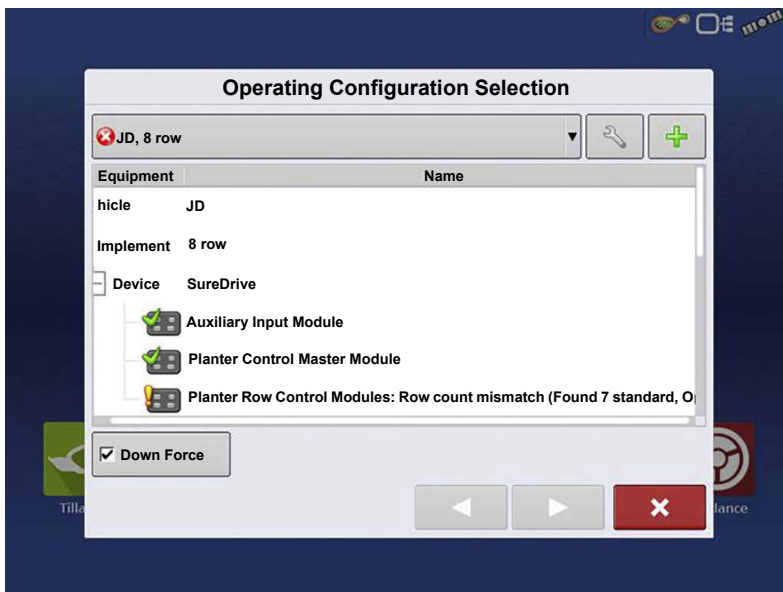 Operating Configuration Selection
JD, 8 row
Equipment Name
hicle JD
Implement 8 row
Device SureDrive
Auxiliary Input Module
Planter Control Master Module
Planter Row Control Modules: Row count mismatch (Found 7 standard, O
Down Force
Tilla
dance